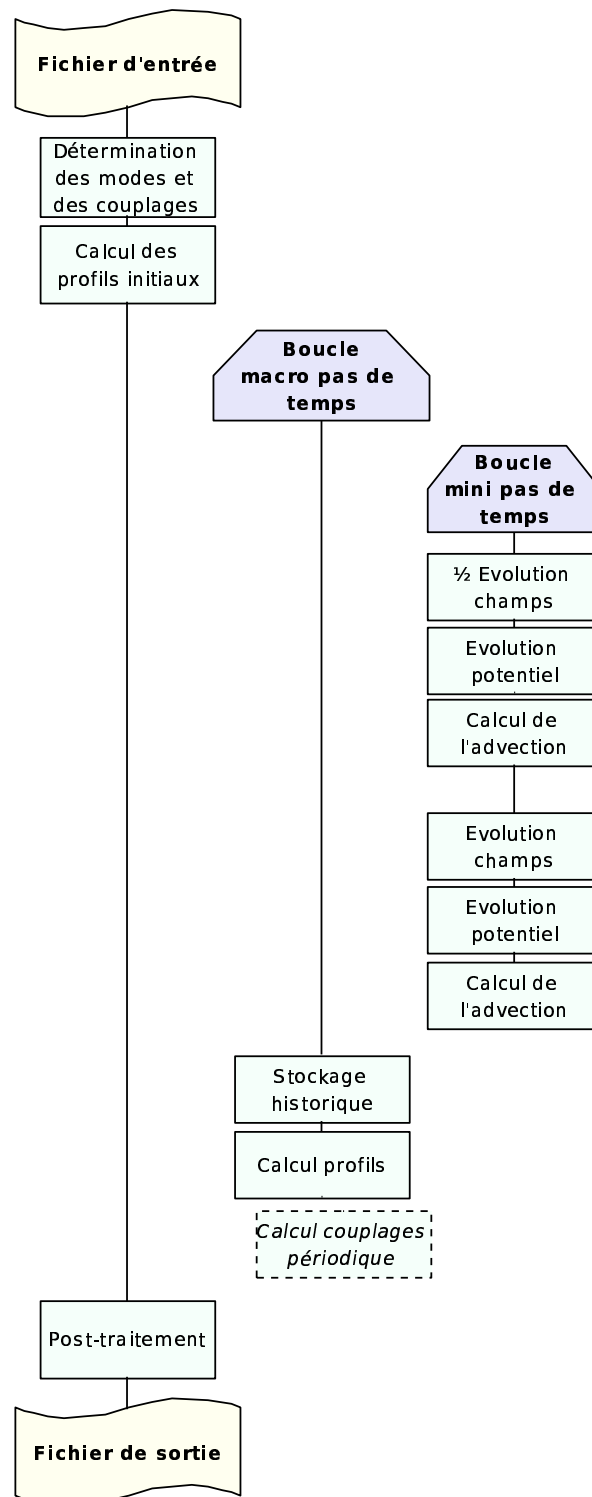 Fichier d'entrée
Détermination
des modes et
des couplages
Calcul des
profils initiaux
Boucle
macro pas de
temps
Boucle
mini pas de
temps
½ Evolution
champs
Evolution
potentiel
Calcul de
l'advection
Evolution
champs
Evolution
potentiel
Calcul de
l'advection
Stockage
historique
Calcul profils
Calcul couplages
périodique
Post-traitement
Fichier de sortie